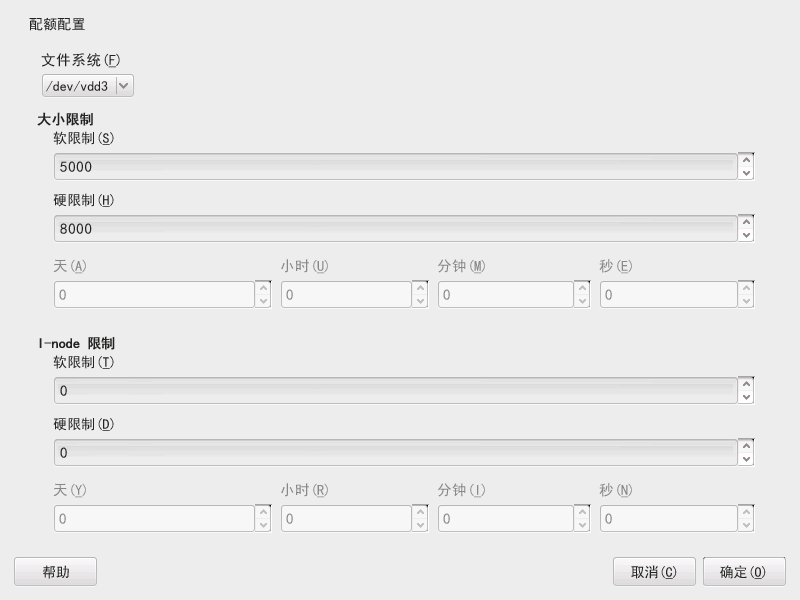 配额配置
文件系统(F)
/dev/vdd3
大小限制
软限制(S)
5000
硬限制(H)
8000
天(A) 小时(U) 分钟(M) 秒(E)
0 0 0 0
I-node 限制
软限制(T)
0
硬限制(D)
0
天(Y) 小时(R) 分钟(I) 秒(N)
0 0 0 0
帮助 取消(C) 确定(O)